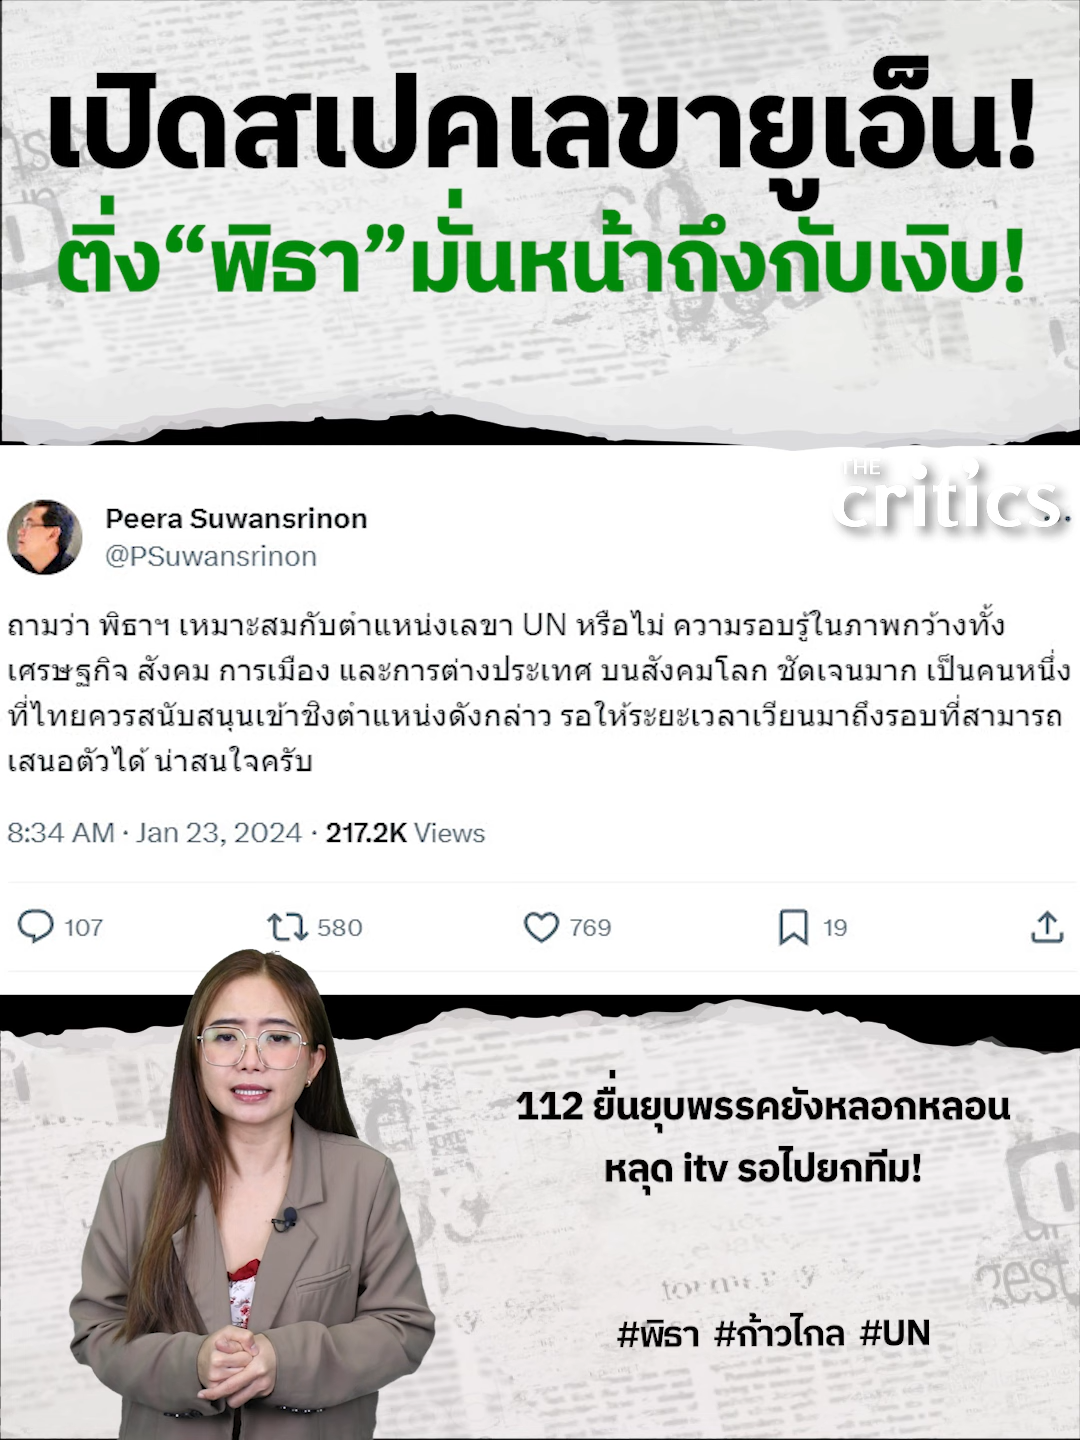 เปิดสเปคเลขายูเอ็น!
ติ่ง“พิธา”มั่นหน้าถึงกับเงิบ!
THE
critics
Peera Suwansrinon
@PSuwansrinon
ถามว่า พิธาฯ เหมาะสมกับตำแหน่งเลขา UN หรือไม่ ความรอบรู้ในภาพกว้างทั้ง
เศรษฐกิจ สังคม การเมือง และการต่างประเทศ บนสังคมโลก ชัดเจนมาก เป็นคนหนึ่ง
ที่ไทยควรสนับสนุนเข้าชิงตำแหน่งดังกล่าว รอให้ระยะเวลาเวียนมาถึงรอบที่สามารถ
เสนอตัวได้ น่าสนใจครับ
8:34 AM · Jan 23, 2024 · 217.2K Views
107 580 769 19
112 ยื่นยุบพรรคยังหลอกหลอน
หลุด itv รอไปยกทีม!
#พิธา #ก้าวไกล #UN